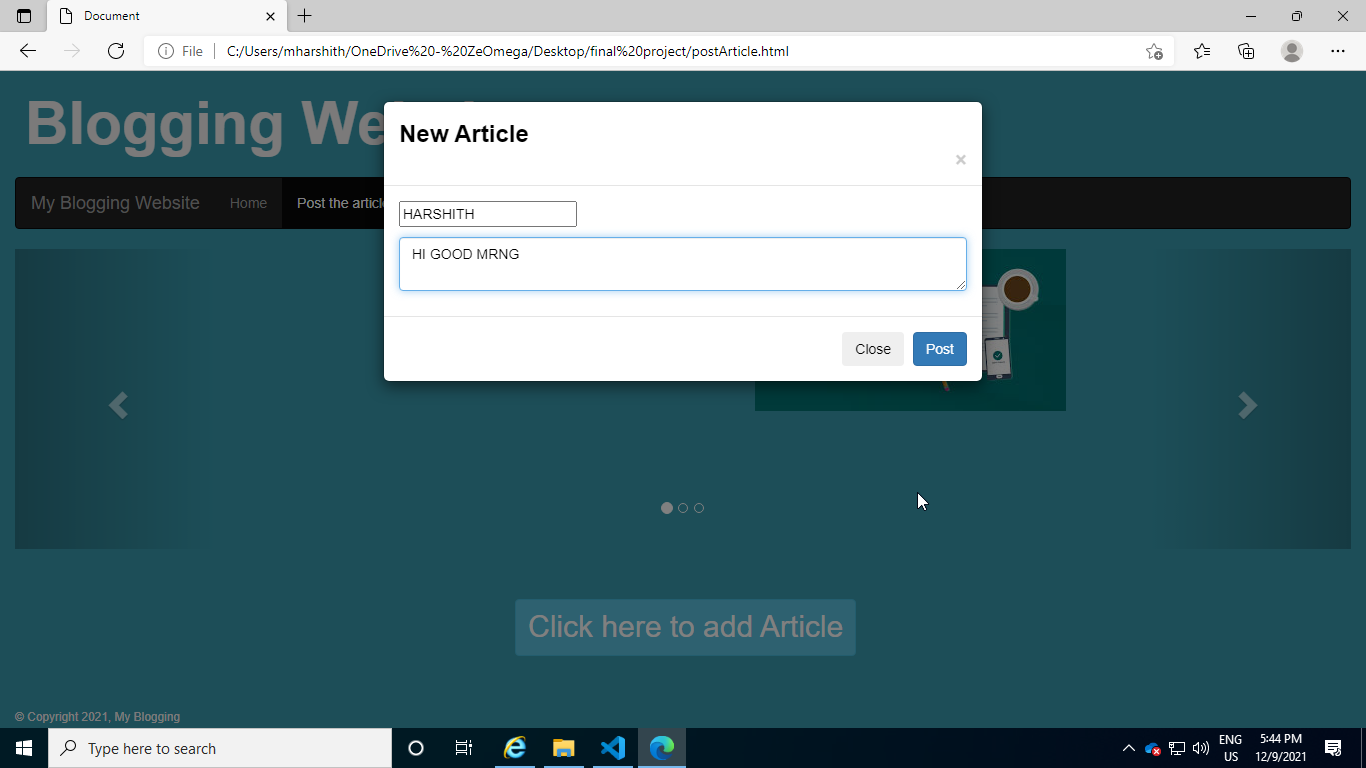 Document
File
C:/Users/mharshith/OneDrive%20-%20ZeOmega/Desktop/final%20project/postArticle.html
Blogging We
New Article
×
My Blogging Website
Home
Post the article
HARSHITH
HI GOOD MRNG
Close
Post
Click here to add Article
© Copyright 2021, My Blogging
Type here to search
ENG
US
5:44 PM
12/9/2021